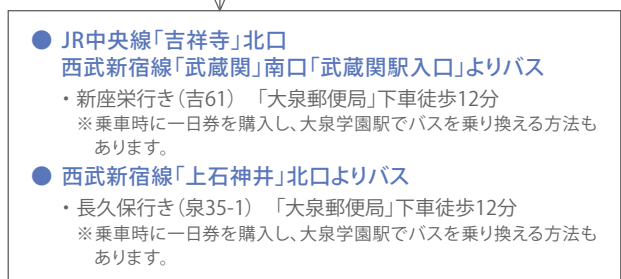 ● JR中央線「吉祥寺」北口
西武新宿線「武蔵関」南口「武蔵関駅入口」よりバス
・新座栄行き（吉61） 「大泉郵便局」下車徒歩12分
※乗車時に一日券を購入し、大泉学園駅でバスを乗り換える方法も
あります。
● 西武新宿線「上石神井」北口よりバス
・長久保行き（泉35-1） 「大泉郵便局」下車徒歩12分
※乗車時に一日券を購入し、大泉学園駅でバスを乗り換える方法も
あります。